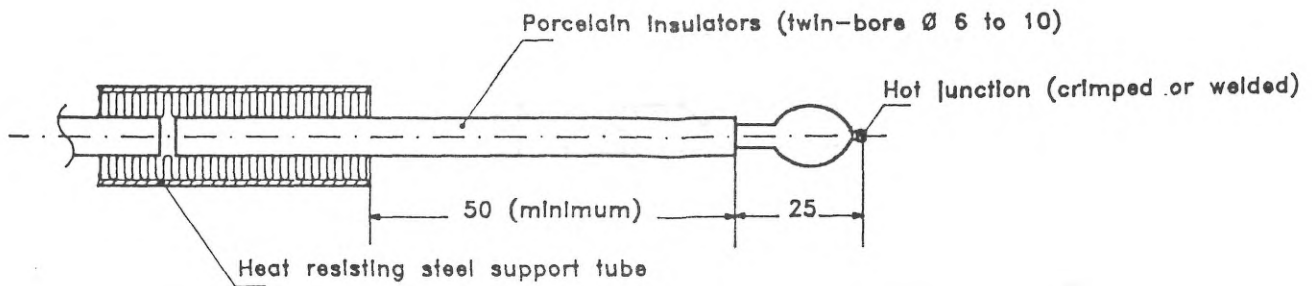 Porcelain insulators (twin-bore Ø 6 to 10)
Hot junction (crimped or welded)
50 (minimum)
25
Heat resisting steel support tube